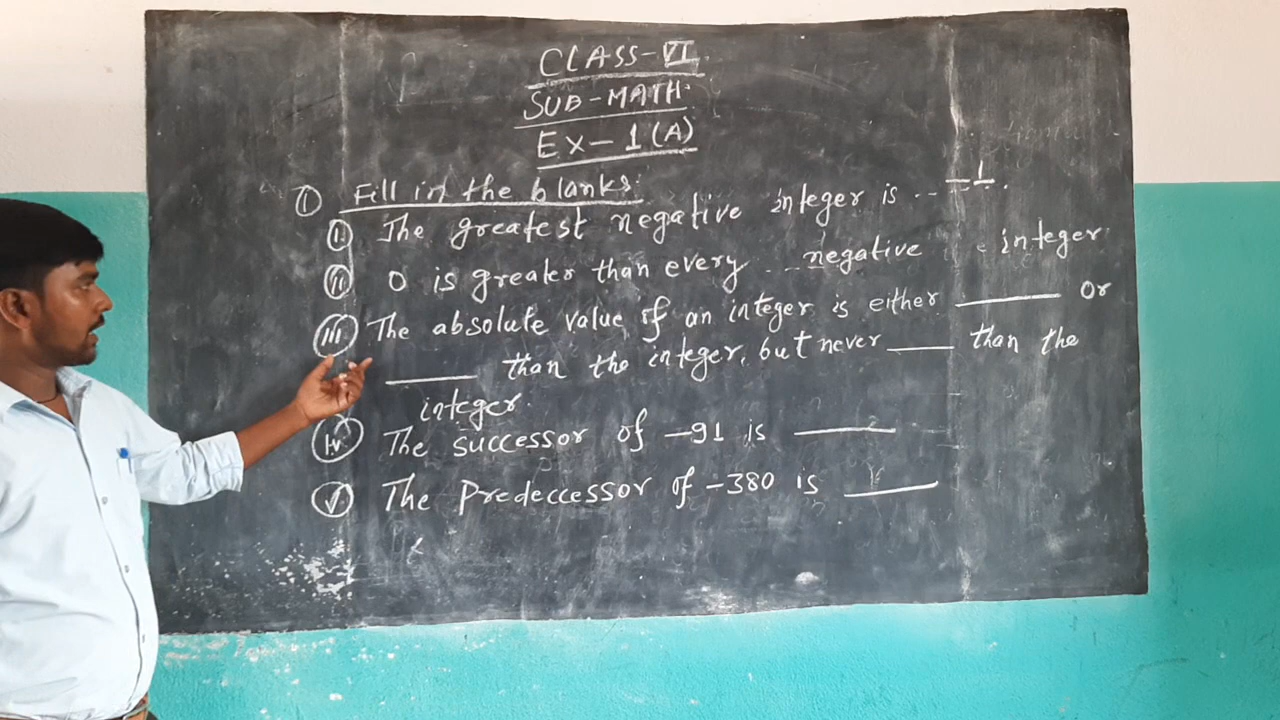 CLASS-VI
SUB-MATH
EX-1(A)
① Fill in the blanks:
(i) The greatest negative integer is -1.
(ii) 0 is greater than every negative integer
(iii) The absolute value of an integer is either ______ or
______ than the integer, but never ____ than the
integer.
(iv) The successor of -91 is ______
(v) The Predeccessor of -380 is ______